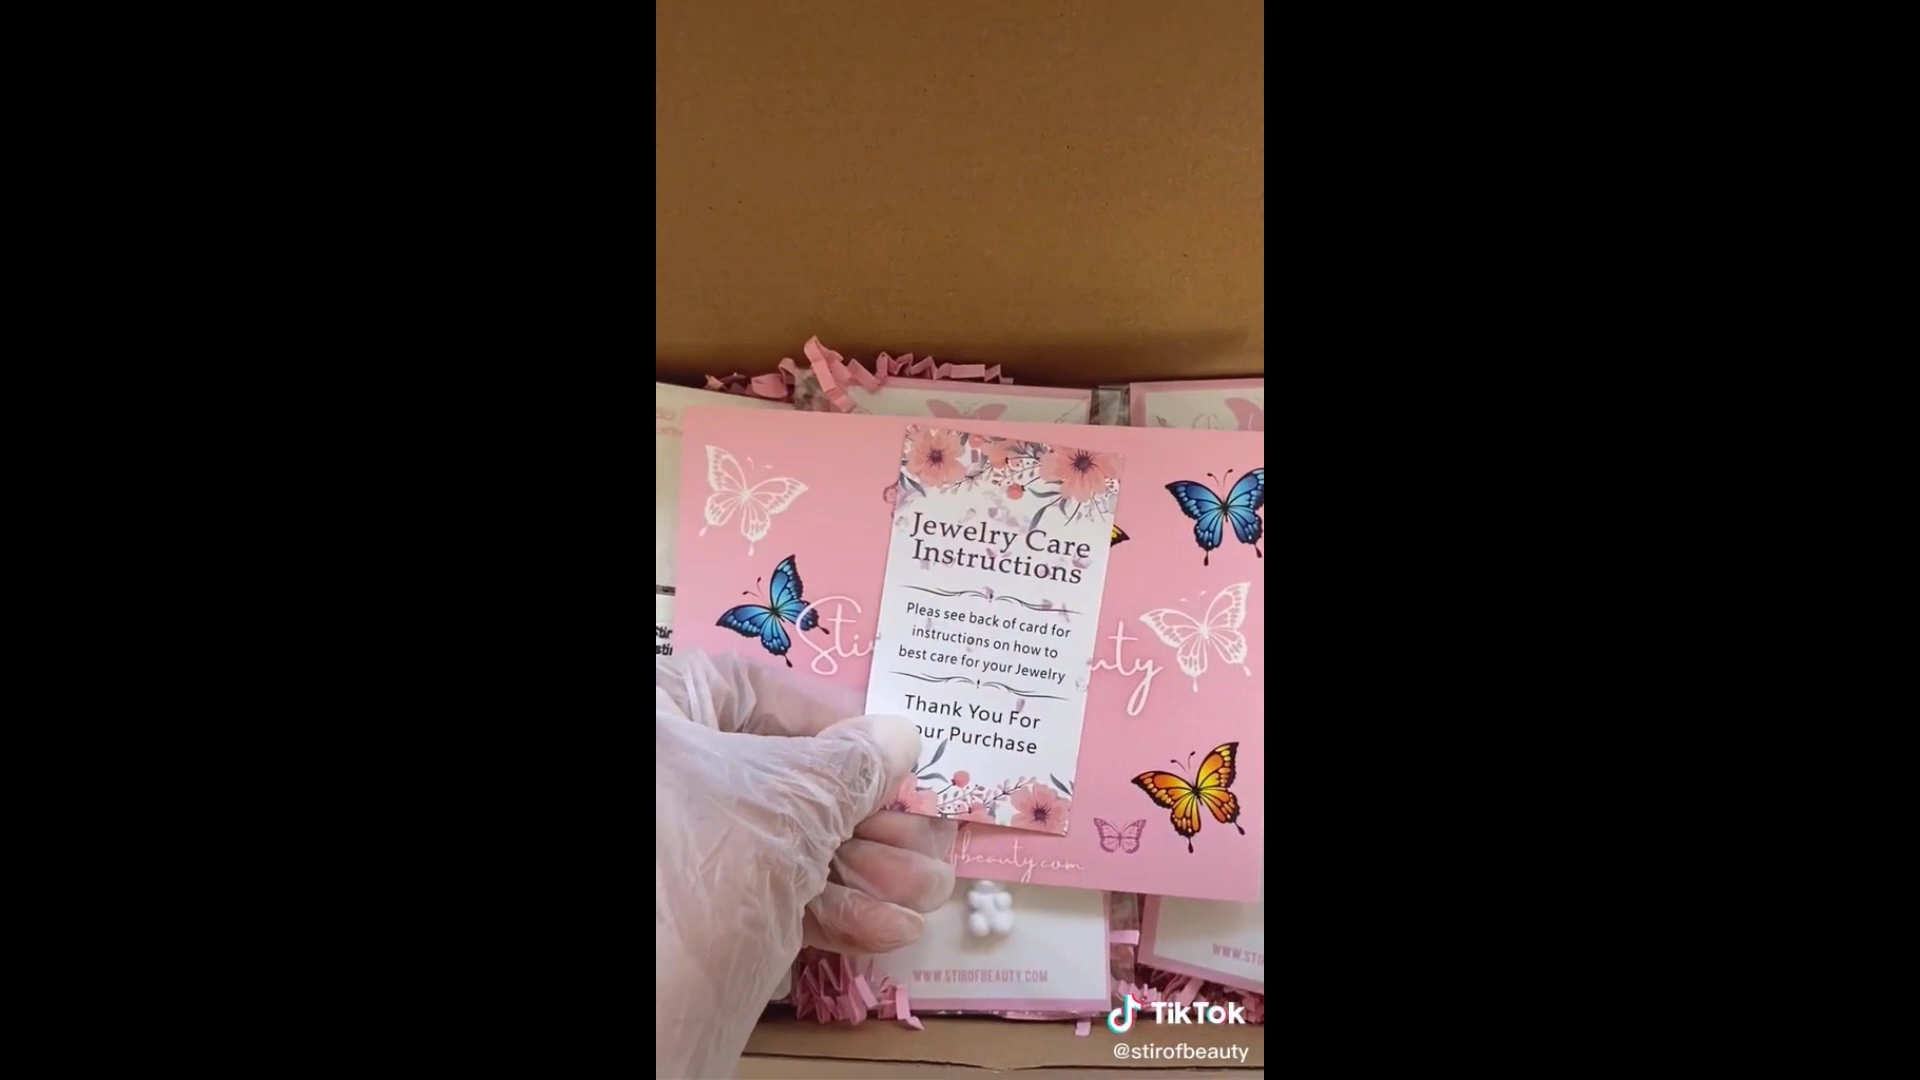 Jewelry Care
Instructions
Pleas see back of card for
instructions on how to
best care for your Jewelry
Thank You For
our Purchase
WWW.STIROFBEAUTY.COM
TikTok
@stirofbeauty